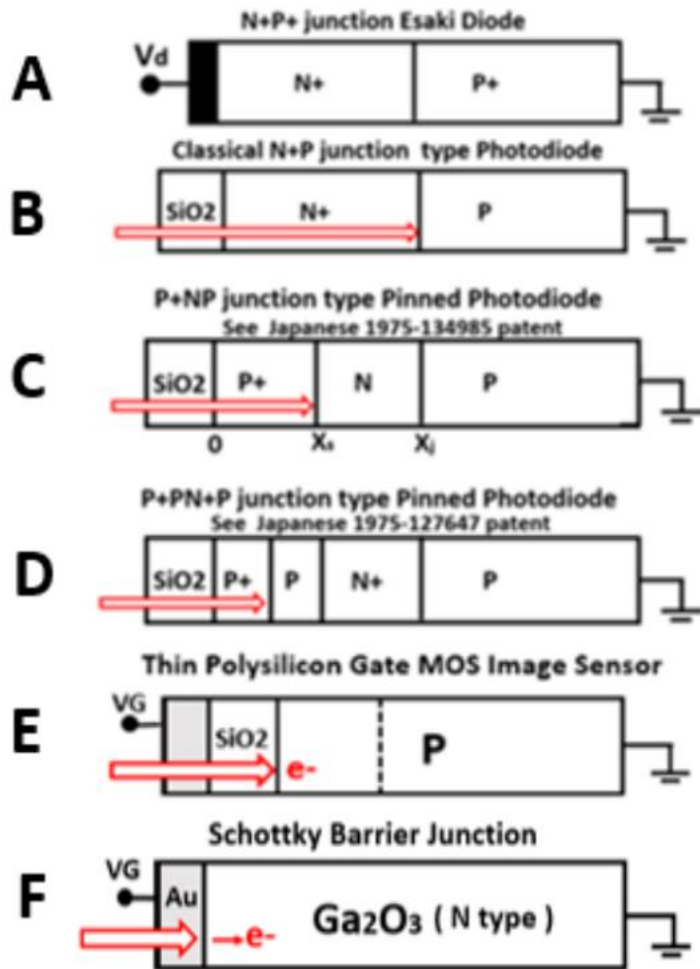 N+P+ junction Esaki Diode
A Vd N+ P+
Classical N+P junction type Photodiode
B SiO2 N+ P
P+NP junction type Pinned Photodiode
See Japanese 1975-134985 patent
C SiO2 P+ N P
0 Xs Xj
P+PN+P junction type Pinned Photodiode
See Japanese 1975-127647 patent
D SiO2 P+ P N+ P
Thin Polysilicon Gate MOS Image Sensor
VG
E SiO2 P
e-
Schottky Barrier Junction
VG
F Au Ga2O3 ( N type )
e-